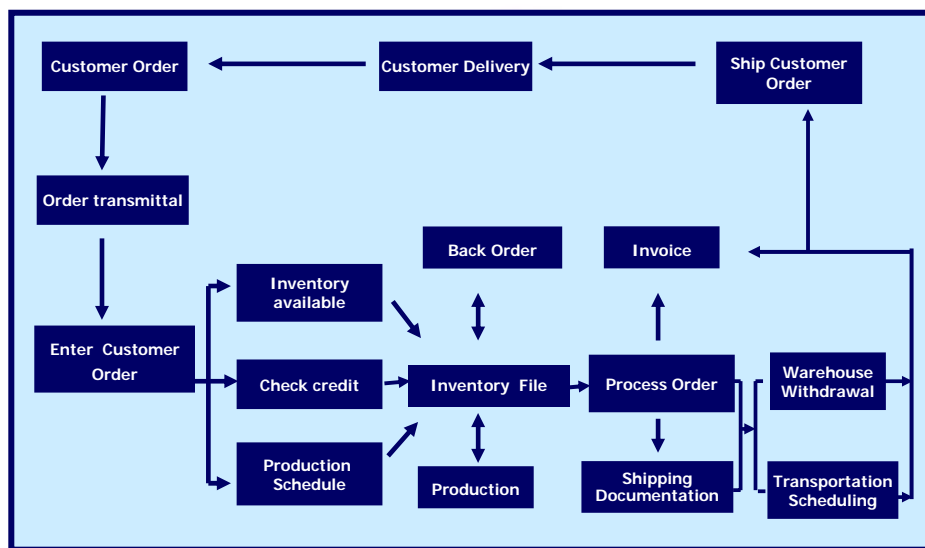 Customer Order
Customer Delivery
Ship Customer
Order
Order transmittal
Back Order
Invoice
Inventory
available
Enter Customer
Order
Check credit
Inventory File
Process Order
Warehouse
Withdrawal
Production
Schedule
Production
Shipping
Documentation
Transportation
Scheduling